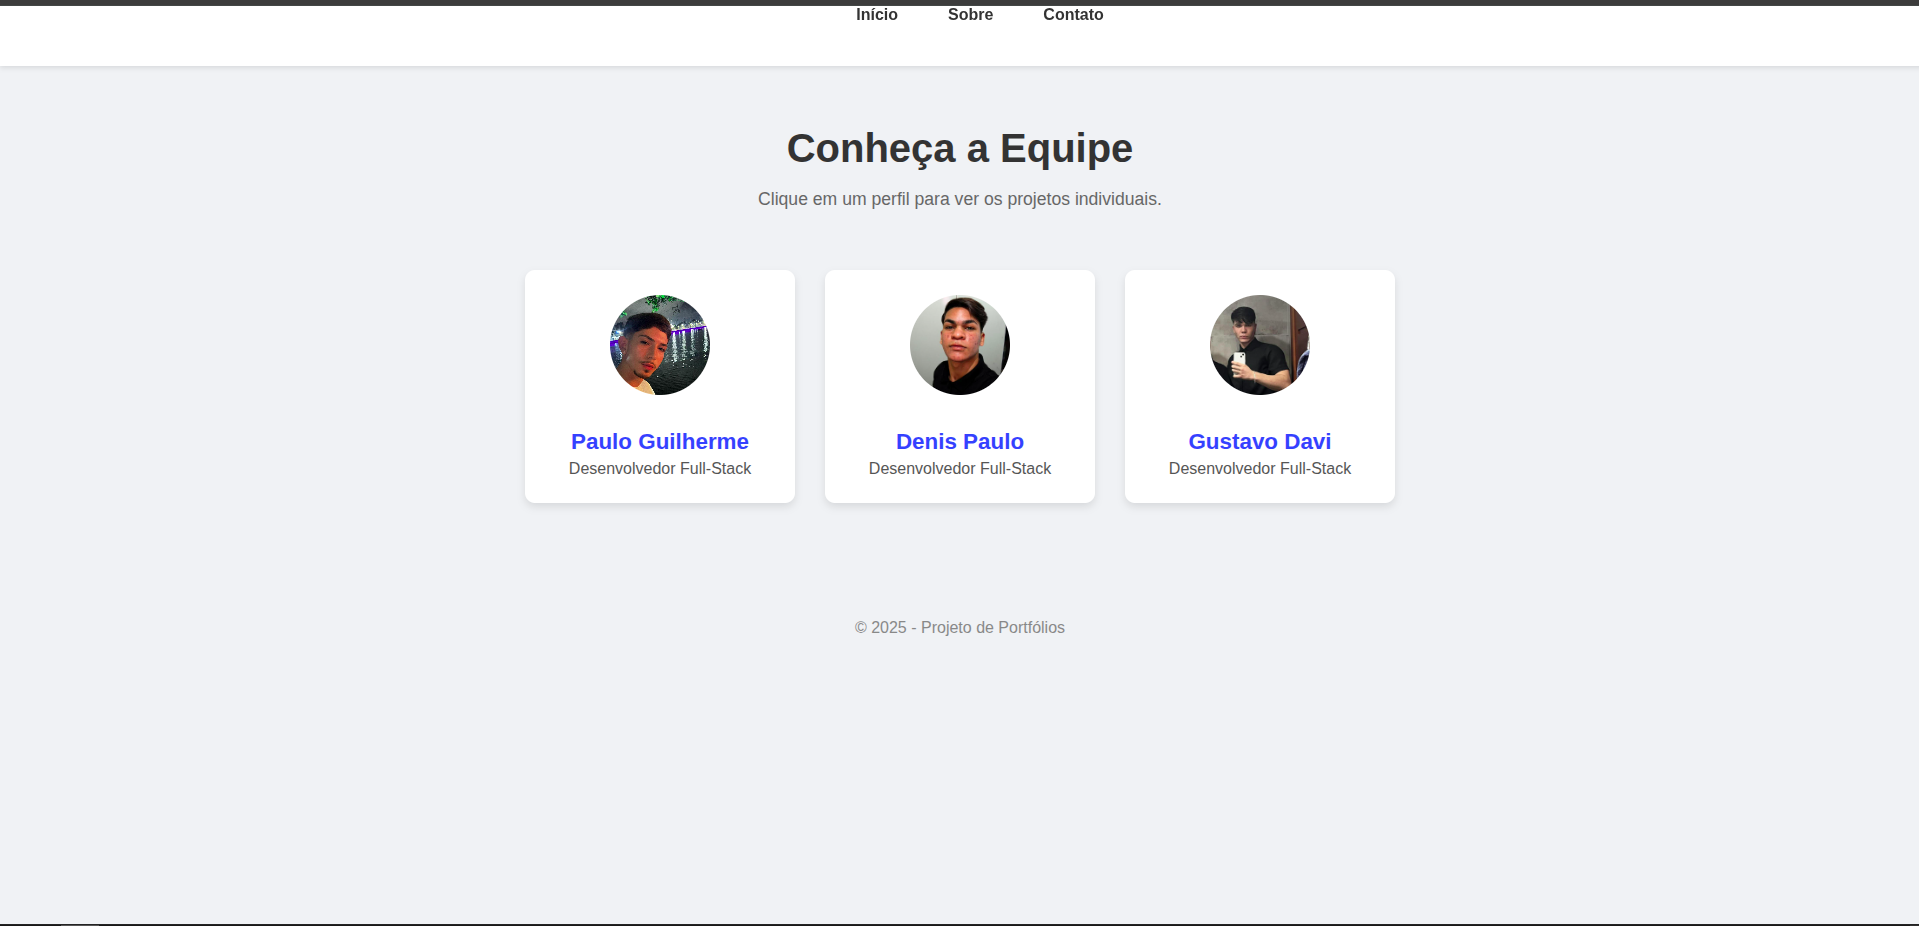 Início Sobre Contato
Conheça a Equipe
Clique em um perfil para ver os projetos individuais.
Paulo Guilherme
Desenvolvedor Full-Stack
Denis Paulo
Desenvolvedor Full-Stack
Gustavo Davi
Desenvolvedor Full-Stack
© 2025 - Projeto de Portfólios